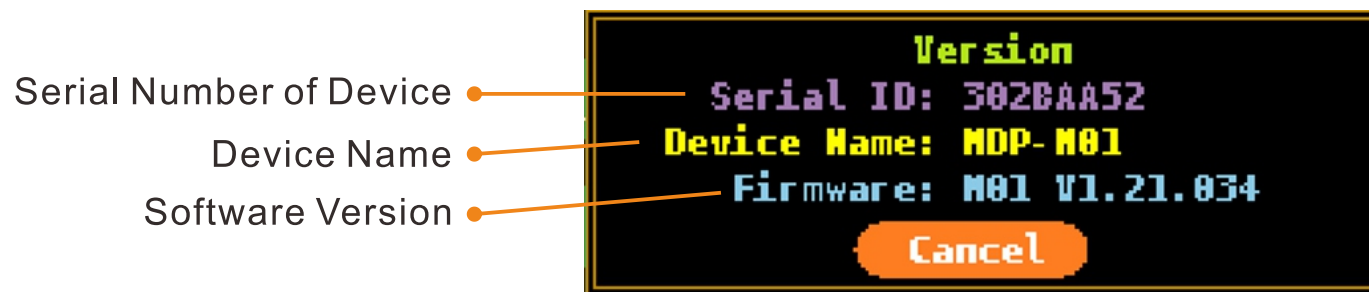 Version
Serial Number of Device
Serial ID: 302BAA52
Device Name
Device Name: MDP-M01
Software Version
Firmware: M01 V1.21.034
Cancel